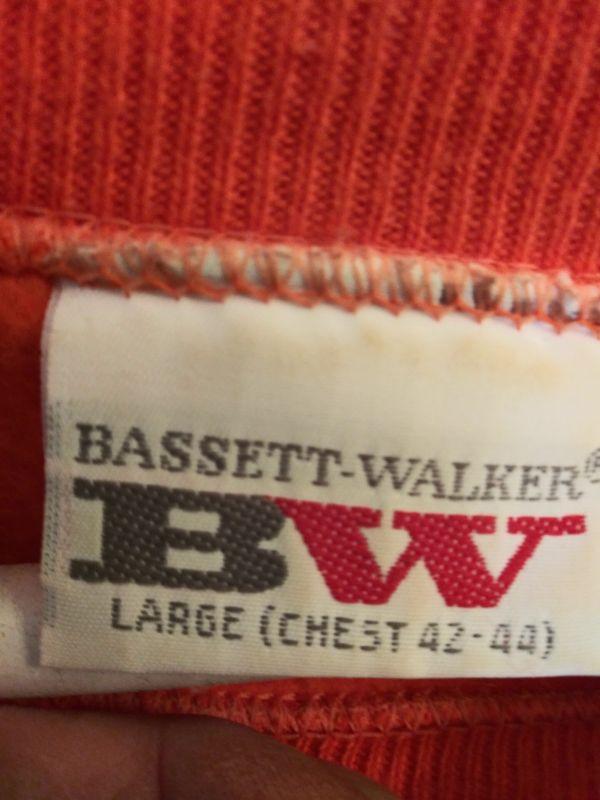 BASSETT-WALKER®
BW
LARGE (CHEST 42-44)